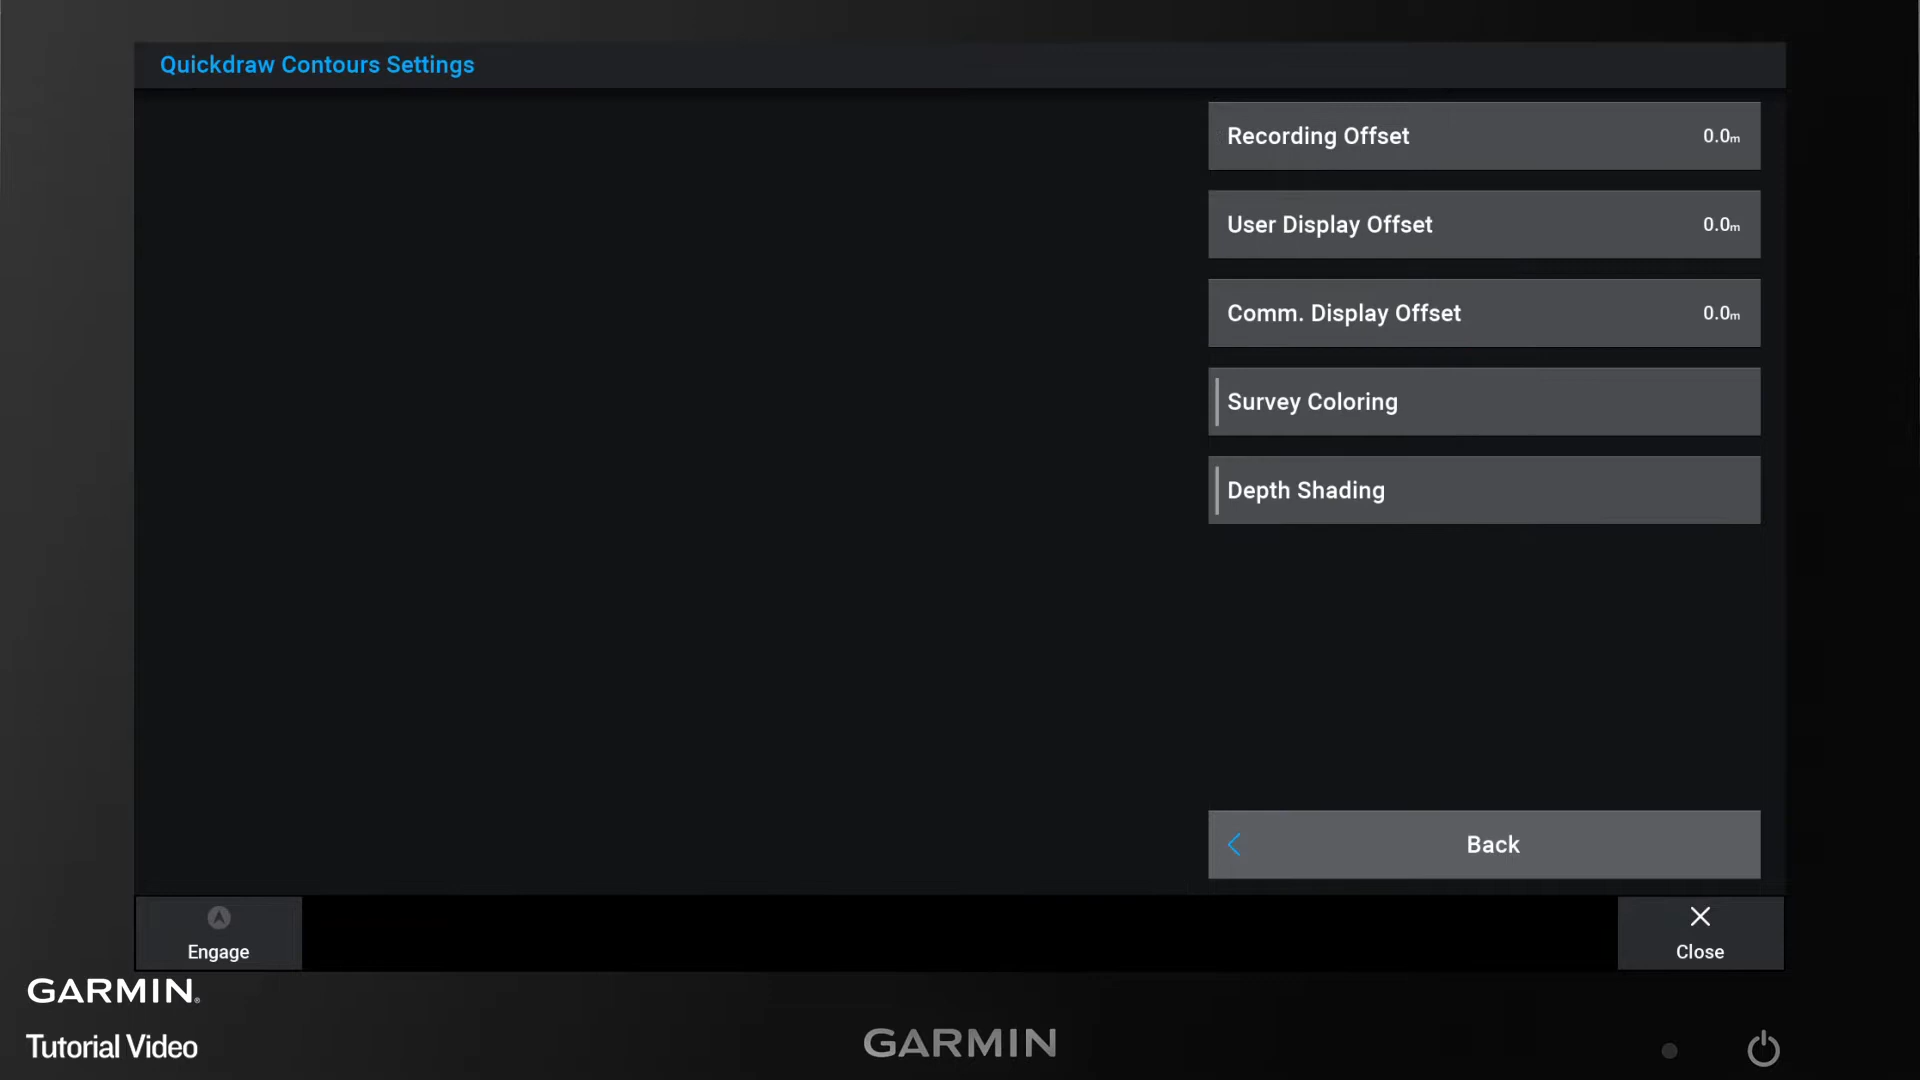 Quickdraw Contours Settings
Recording Offset 0.0m
User Display Offset 0.0m
Comm. Display Offset 0.0m
Survey Coloring
Depth Shading
Back
Engage
Close
GARMIN®
Tutorial Video
GARMIN